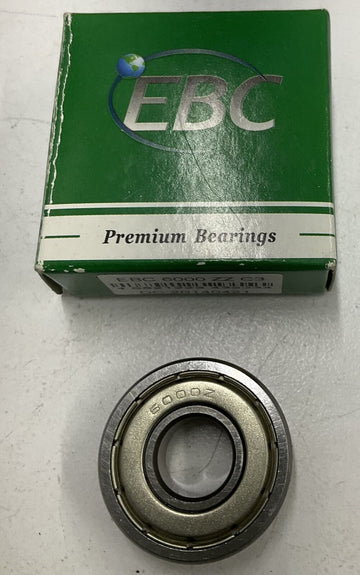 EBC
Premium Bearings
EBC 6000 ZZ C3
6000Z